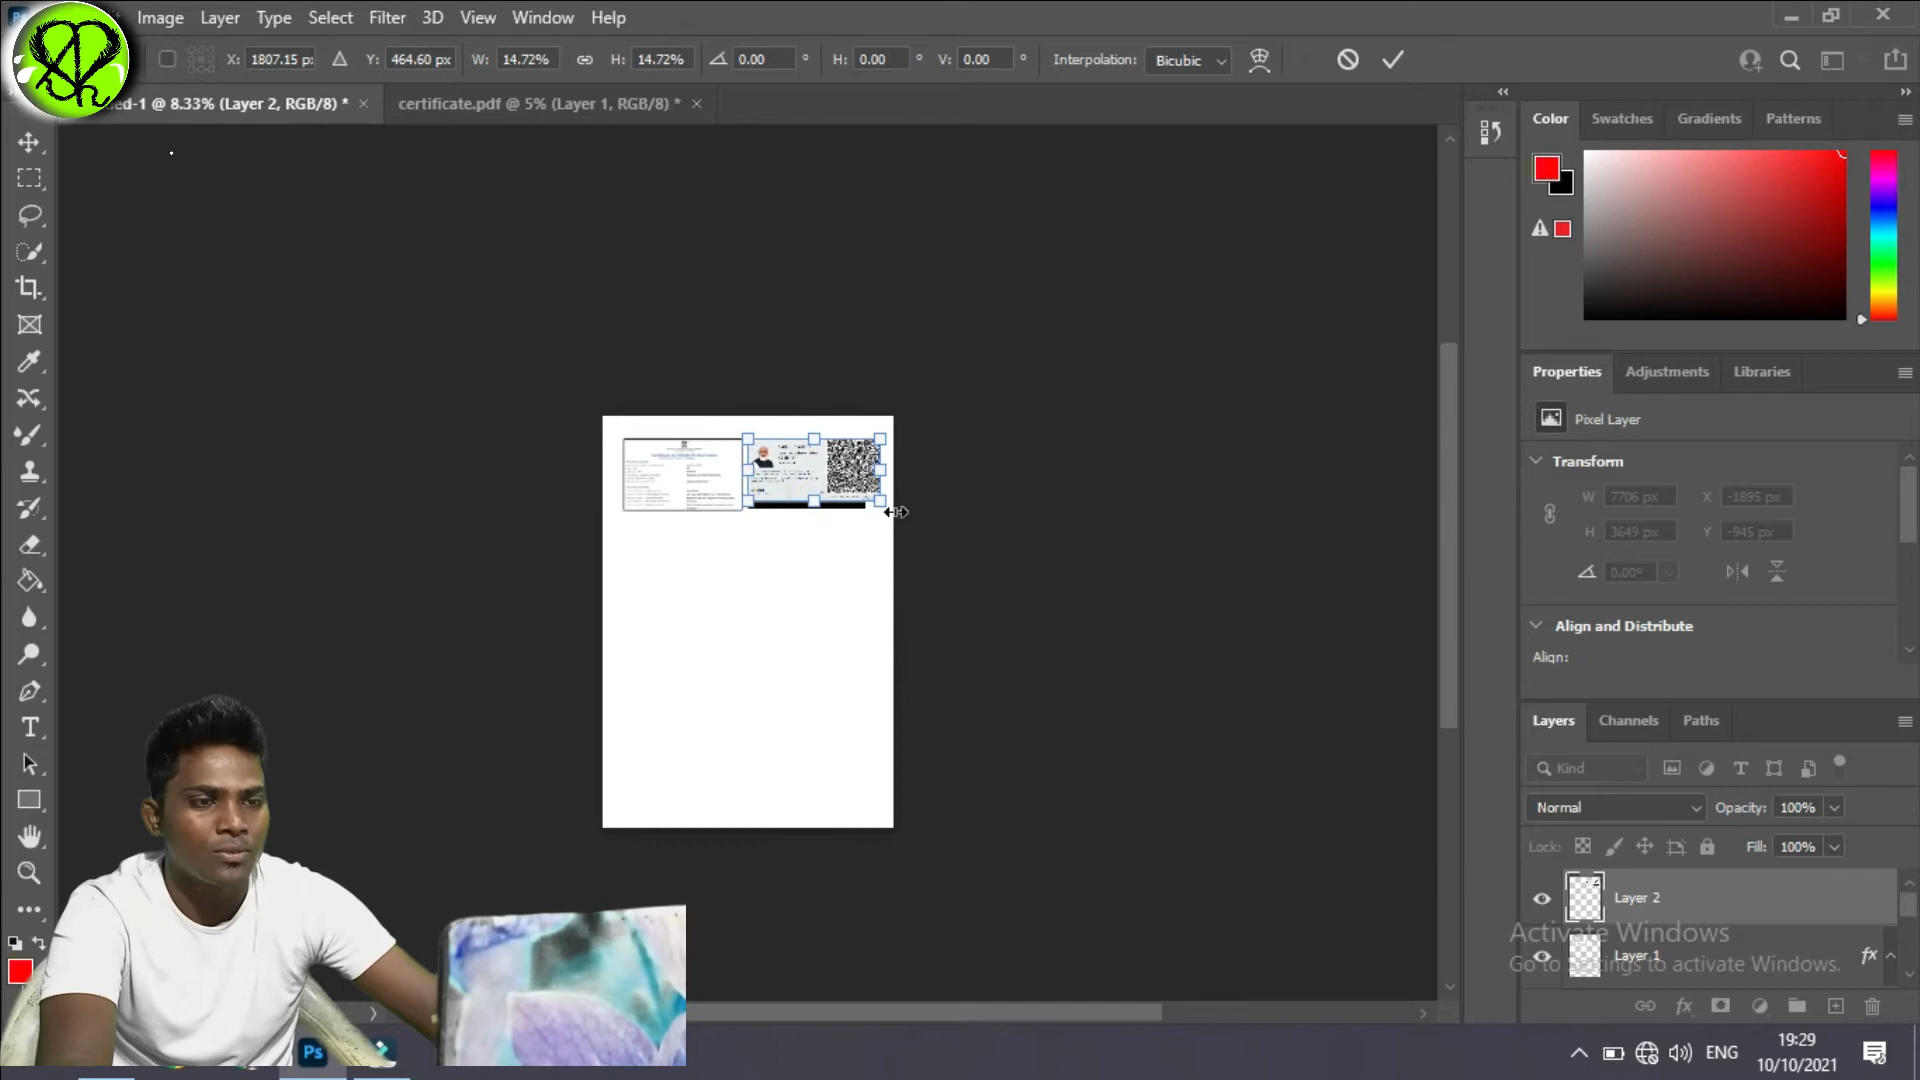 Image Layer Type Select Filter 3D View Window Help
X: 1807.15 p: Y: 464.60 px W: 14.72% H: 14.72% 0.00 ° H: 0.00 ° V: 0.00 ° Interpolation: Bicubic
ed-1 @ 8.33% (Layer 2, RGB/8) * × certificate.pdf @ 5% (Layer 1, RGB/8) * ×
Color Swatches Gradients Patterns
Properties Adjustments Libraries
Pixel Layer
Transform
W 7706 px X -1895 px
H 3649 px Y -945 px
0.00°
Align and Distribute
Align:
Layers Channels Paths
Kind
Normal Opacity: 100%
Lock: Fill: 100%
Layer 2
Layer 1 fx
Activate Windows
Go to Settings to activate Windows.
fx
Ps
ENG
19:29
10/10/2021